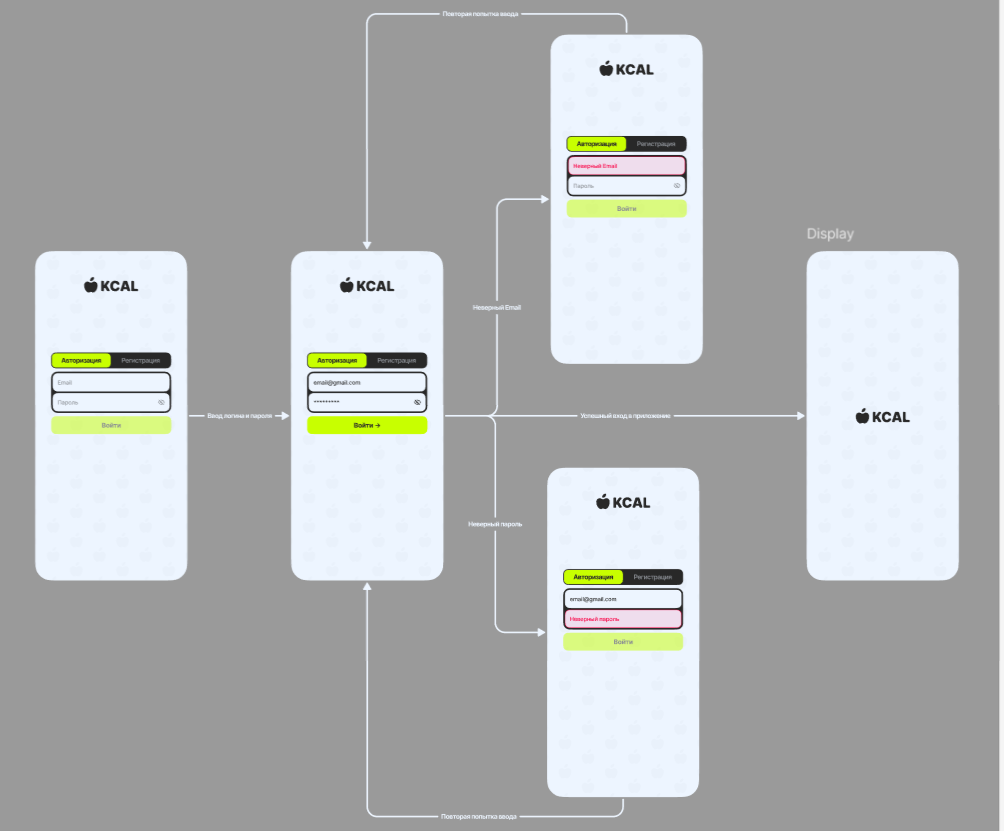 Повторая попытка ввода
KCAL
Авторизация Регистрация
Неверный Email
Пароль
Войти
Display
KCAL
Авторизация Регистрация
Email
Пароль
Войти
Ввод логина и пароля
KCAL
Авторизация Регистрация
email@gmail.com
*********
Войти →
Неверный Email
Успешный вход в приложение
Неверный пароль
KCAL
KCAL
Авторизация Регистрация
email@gmail.com
Неверный пароль
Войти
Повторая попытка ввода